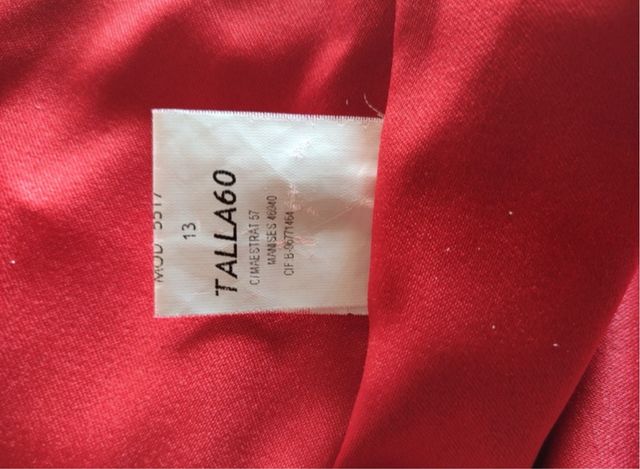 MOD 5517
13
TALLA60
C/MAESTRAT 57
MANISES 46940
CIF B-96771464